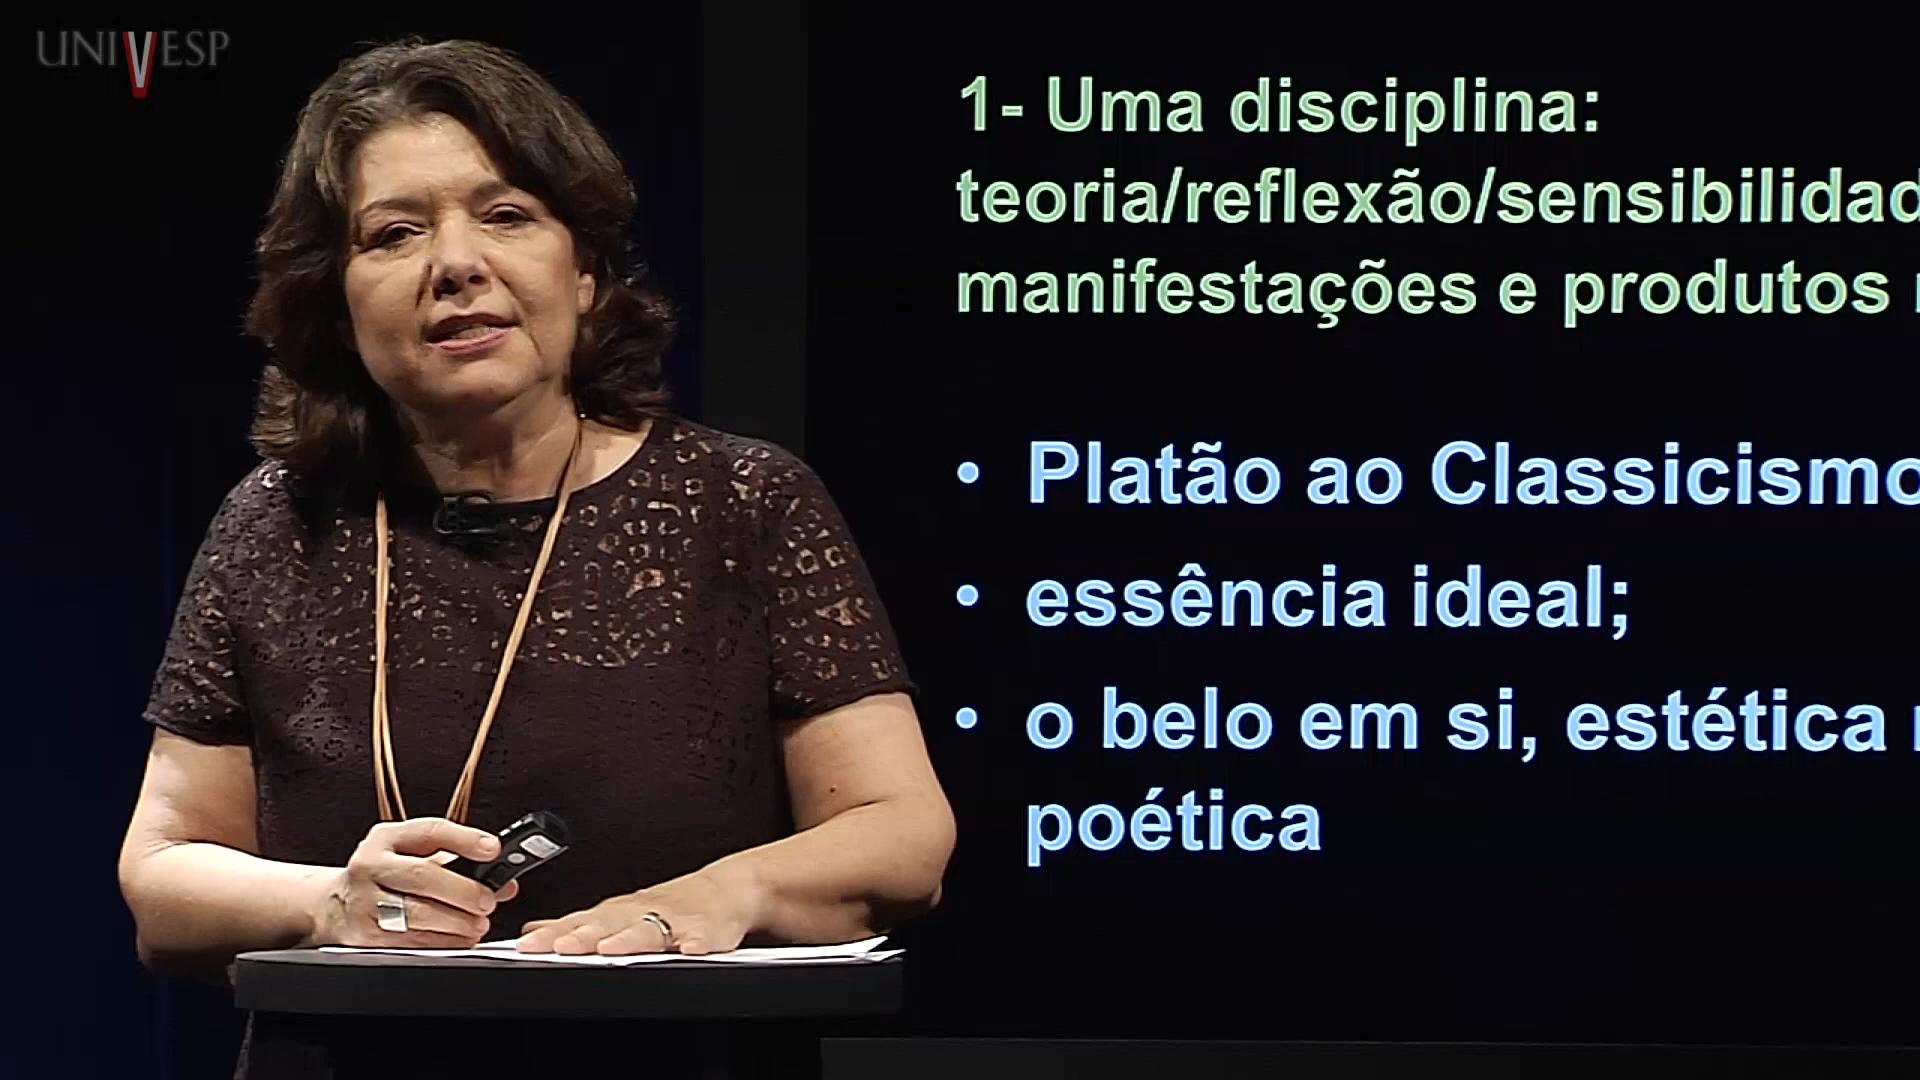 UNIVESP
1- Uma disciplina:
teoria/reflexão/sensibilidad
manifestações e produtos
• Platão ao Classicismo
• essência ideal;
• o belo em si, estética
poética